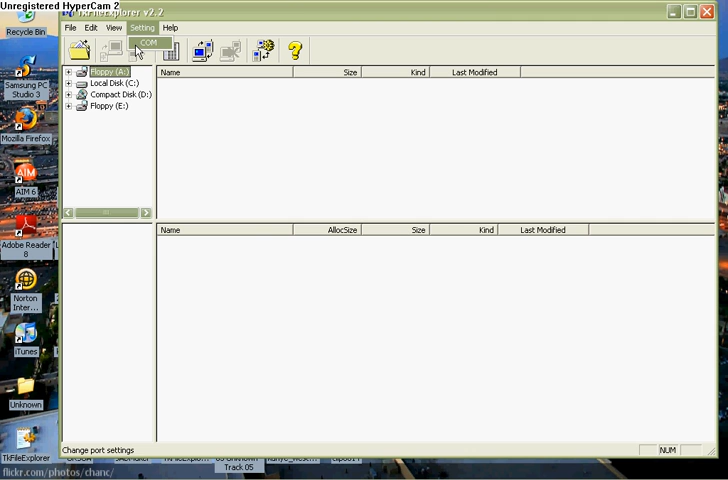 Unregistered HyperCam 2
TkFileExplorer v2.2
File Edit View Setting Help
COM
Recycle Bin
Samsung PC
Studio 3
Mozilla Firefox
AIM 6
Adobe Reader
8
Norton
Inter...
iTunes
Unknown
TkFileExplorer
Floppy (A:)
Local Disk (C:)
Compact Disk (D:)
Floppy (E:)
Name Size Kind Last Modified
Name AllocSize Size Kind Last Modified
Change port settings
NUM
Track 05
flickr.com/photos/chanc/